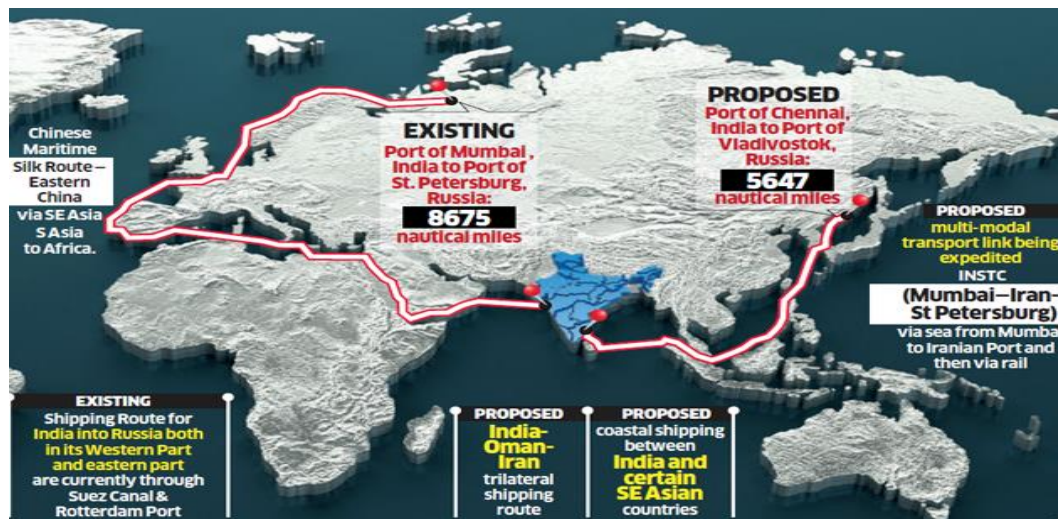 Chinese
Maritime
Silk Route–
Eastern
China
via SE Asia
S Asia
to Africa.
EXISTING
Port of Mumbai,
India to Port of
St. Petersburg,
Russia:
8675
nautical miles
PROPOSED
Port of Chennai,
India to Port of
Vladivostok,
Russia:
5647
nautical miles
PROPOSED
multi-modal
transport link being
expedited
INSTC
(Mumbai–Iran–
St Petersburg)
via sea from Mumbai
to Iranian Port and
then via rail
EXISTING
Shipping Route for
India into Russia both
in its Western Part
and eastern part
are currently through
Suez Canal &
Rotterdam Port
PROPOSED
India-
Oman-
Iran
trilateral
shipping
route
PROPOSED
coastal shipping
between
India and
certain
SE Asian
countries